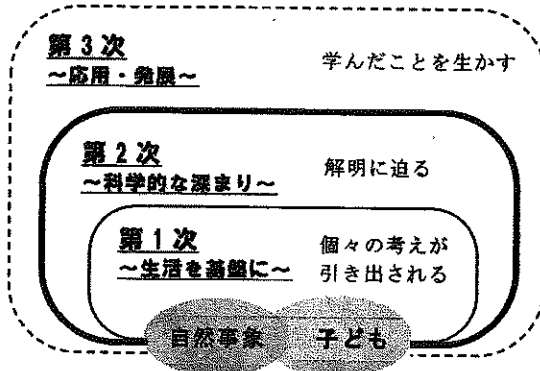 第3次
～応用・発展～
学んだことを生かす
第2次
～科学的な深まり～
解明に迫る
第1次
～生活を基盤に～
個々の考えが
引き出される
自然事象
子ども